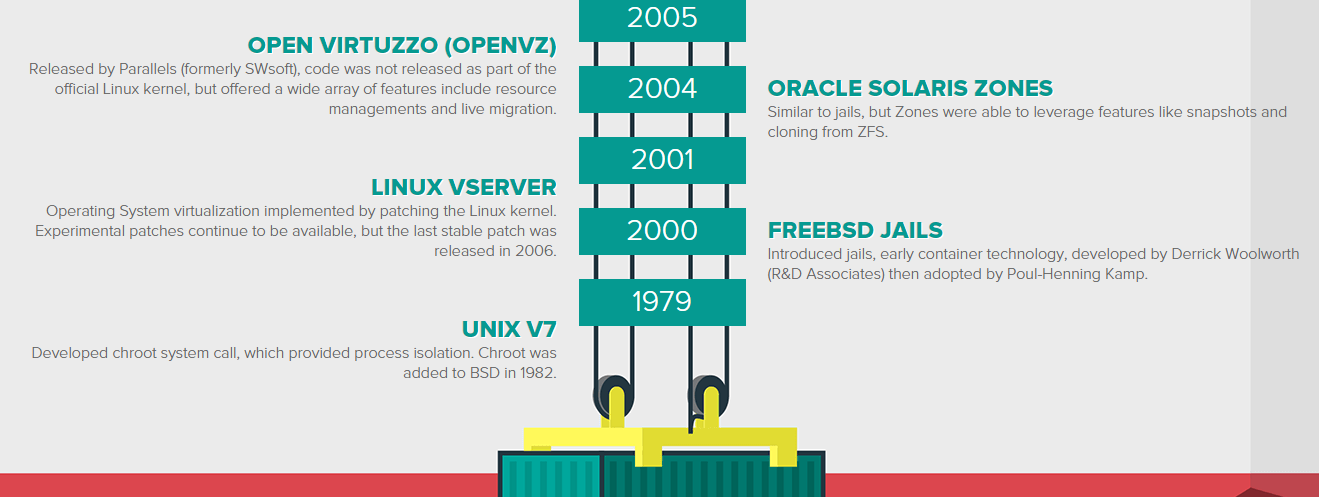 2005
OPEN VIRTUZZO (OPENVZ)
Released by Parallels (formerly SWsoft), code was not released as part of the
official Linux kernel, but offered a wide array of features include resource
managements and live migration.
2004
ORACLE SOLARIS ZONES
Similar to jails, but Zones were able to leverage features like snapshots and
cloning from ZFS.
2001
LINUX VSERVER
Operating System virtualization implemented by patching the Linux kernel.
Experimental patches continue to be available, but the last stable patch was
released in 2006.
2000
FREEBSD JAILS
Introduced jails, early container technology, developed by Derrick Woolworth
(R&D Associates) then adopted by Poul-Henning Kamp.
1979
UNIX V7
Developed chroot system call, which provided process isolation. Chroot was
added to BSD in 1982.